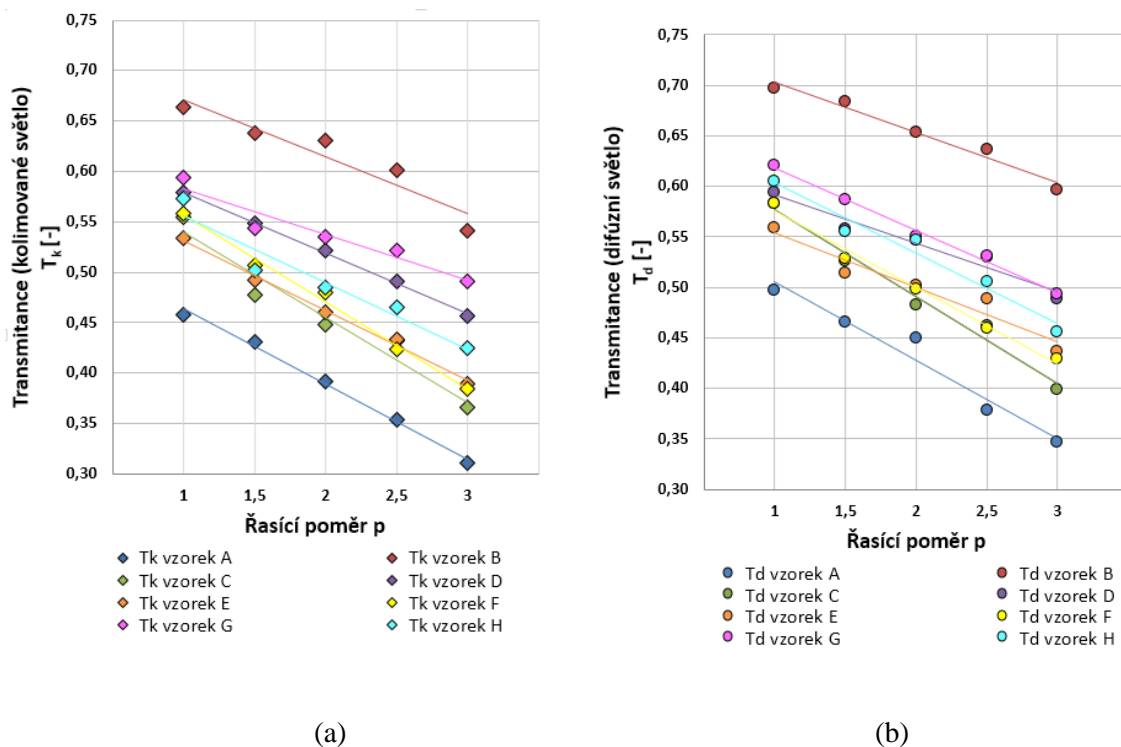 Transmitance (kolimované světlo)
T_k [-]
0,75
0,70
0,65
0,60
0,55
0,50
0,45
0,40
0,35
0,30
1 1,5 2 2,5 3
Řasící poměr p
Tk vzorek A Tk vzorek B
Tk vzorek C Tk vzorek D
Tk vzorek E Tk vzorek F
Tk vzorek G Tk vzorek H
(a)
Transmitance (difúzní světlo)
T_d [-]
0,75
0,70
0,65
0,60
0,55
0,50
0,45
0,40
0,35
0,30
1 1,5 2 2,5 3
Řasící poměr p
Td vzorek A Td vzorek B
Td vzorek C Td vzorek D
Td vzorek E Td vzorek F
Td vzorek G Td vzorek H
(b)